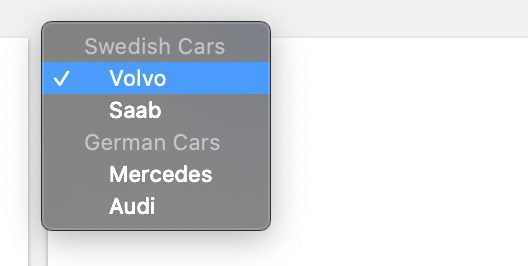 Swedish Cars
Volvo
Saab
German Cars
Mercedes
Audi